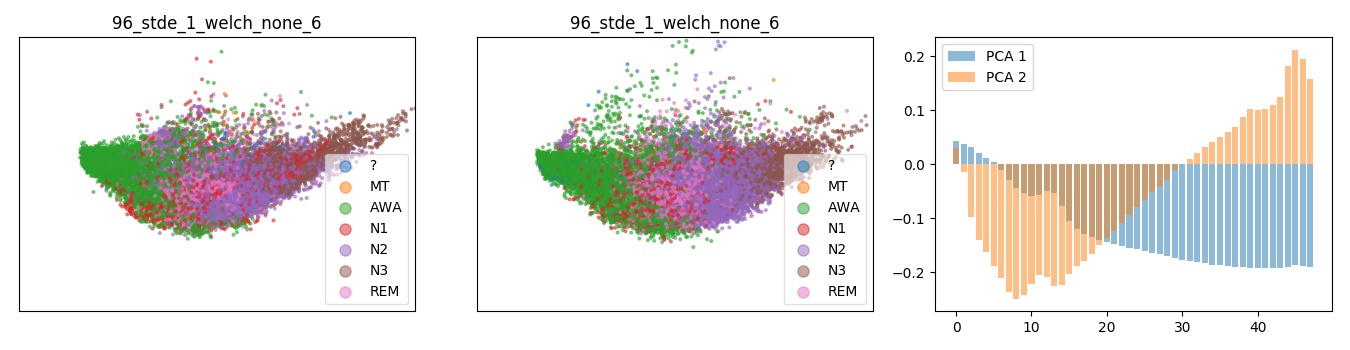 96_stde_1_welch_none_6
?
MT
AWA
N1
N2
N3
REM
96_stde_1_welch_none_6
?
MT
AWA
N1
N2
N3
REM
PCA 1
PCA 2
0.2
0.1
0.0
−0.1
−0.2
0 10 20 30 40